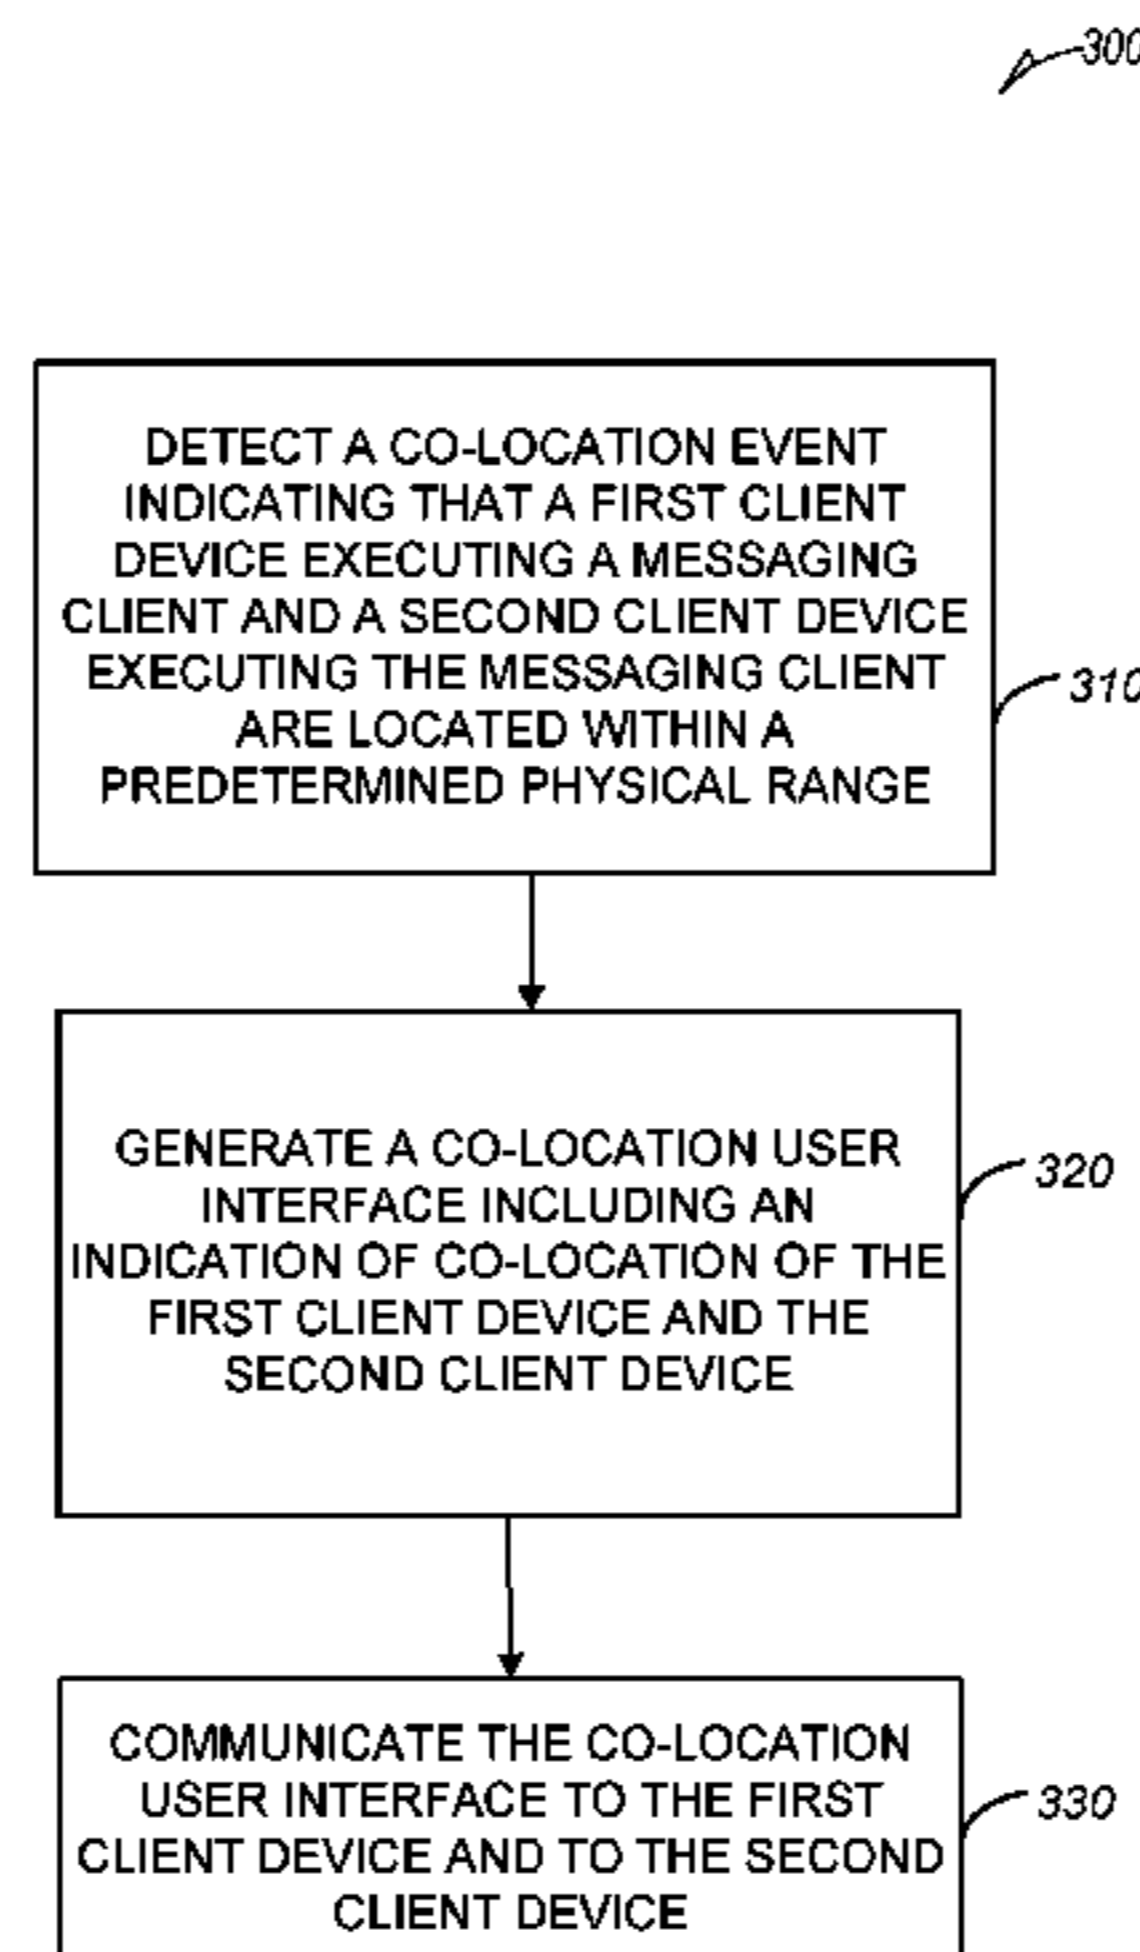 300
DETECT A CO-LOCATION EVENT
INDICATING THAT A FIRST CLIENT
DEVICE EXECUTING A MESSAGING
CLIENT AND A SECOND CLIENT DEVICE
EXECUTING THE MESSAGING CLIENT
ARE LOCATED WITHIN A
PREDETERMINED PHYSICAL RANGE
310
GENERATE A CO-LOCATION USER
INTERFACE INCLUDING AN
INDICATION OF CO-LOCATION OF THE
FIRST CLIENT DEVICE AND THE
SECOND CLIENT DEVICE
320
COMMUNICATE THE CO-LOCATION
USER INTERFACE TO THE FIRST
CLIENT DEVICE AND TO THE SECOND
CLIENT DEVICE
330